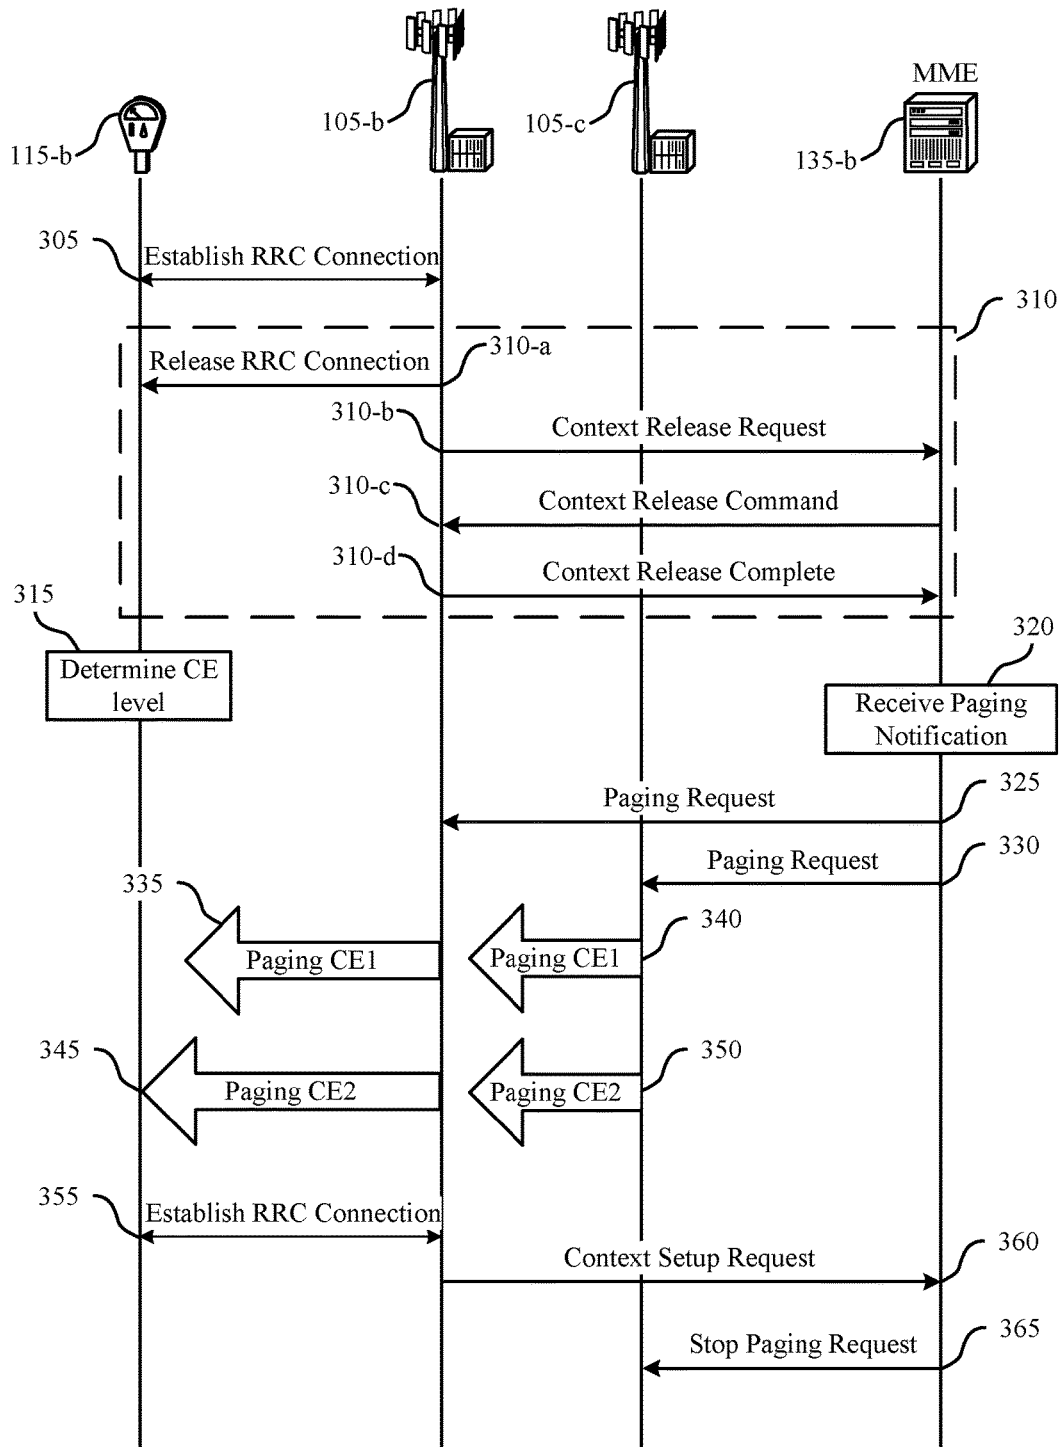 MME
105-b
105-c
115-b
135-b
305
Establish RRC Connection
310
Release RRC Connection
310-a
310-b
Context Release Request
310-c
Context Release Command
310-d
Context Release Complete
315
Determine CE
level
320
Receive Paging
Notification
Paging Request
325
Paging Request
330
335
Paging CE1
340
Paging CE1
345
Paging CE2
350
Paging CE2
355
Establish RRC Connection
Context Setup Request
360
Stop Paging Request
365